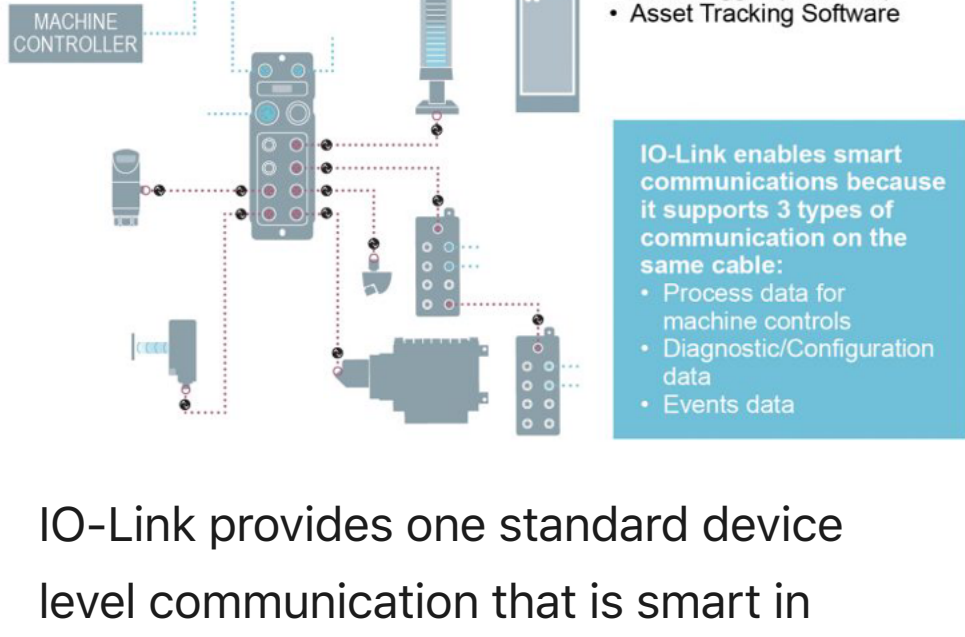 MACHINE
CONTROLLER
• Asset Tracking Software
IO-Link enables smart
communications because
it supports 3 types of
communication on the
same cable:
• Process data for
machine controls
• Diagnostic/Configuration
data
• Events data
IO-Link provides one standard device
level communication that is smart in